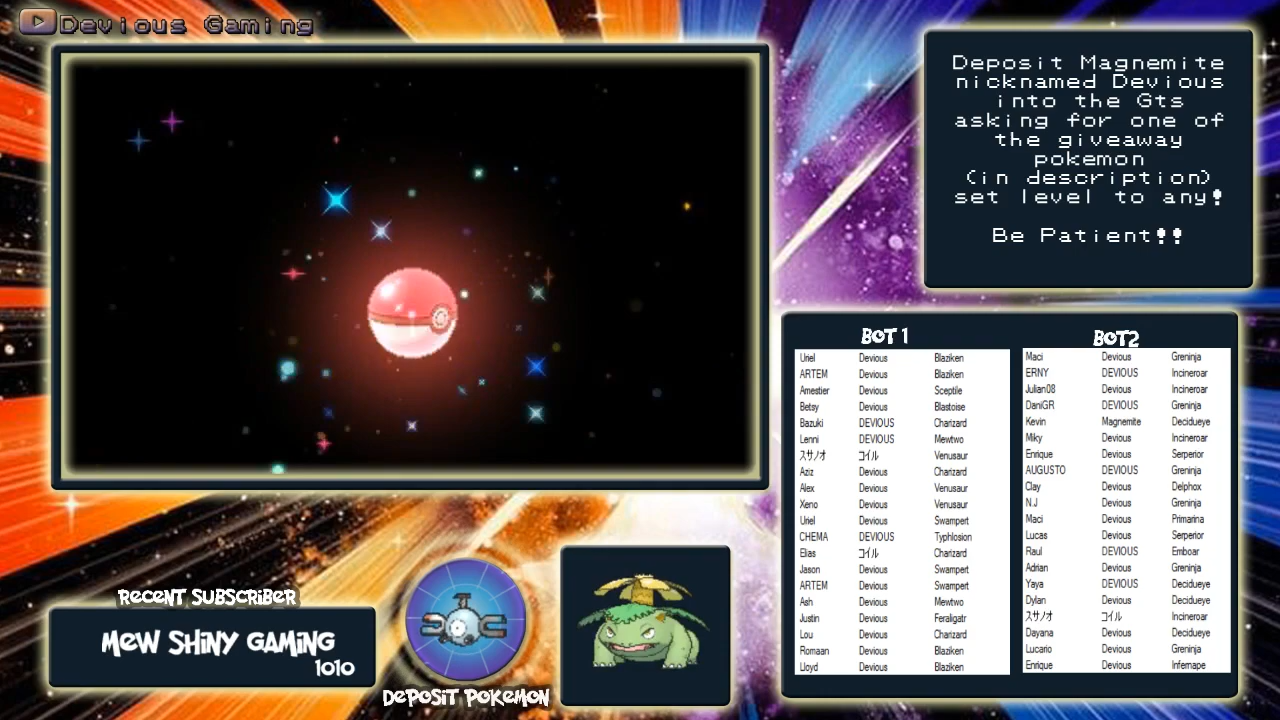 Devious Gaming
Deposit Magnemite
nicknamed Devious
into the Gts
asking for one of
the giveaway
pokemon
(in description)
set level to any!
Be Patient!!
BOT 1
Uriel Devious Blaziken
ARTEM Devious Blaziken
Amestier Devious Sceptile
Betsy Devious Blastoise
Bazuki DEVIOUS Charizard
Lenni DEVIOUS Mewtwo
スサノオ コイル Venusaur
Aziz Devious Charizard
Alex Devious Venusaur
Xeno Devious Venusaur
Uriel Devious Swampert
CHEMA DEVIOUS Typhlosion
Elias コイル Charizard
Jason Devious Swampert
ARTEM Devious Swampert
Ash Devious Mewtwo
Justin Devious Feraligatr
Lou Devious Charizard
Romaan Devious Blaziken
Lloyd Devious Blaziken
BOT2
Maci Devious Greninja
ERNY DEVIOUS Incineroar
Julian08 Devious Incineroar
DaniGR DEVIOUS Greninja
Kevin Magnemite Decidueye
Miky Devious Incineroar
Enrique Devious Serperior
AUGUSTO DEVIOUS Greninja
Clay Devious Delphox
N.J Devious Greninja
Maci Devious Primarina
Lucas Devious Serperior
Raul DEVIOUS Emboar
Adrian Devious Greninja
Yaya DEVIOUS Decidueye
Dylan Devious Decidueye
スサノオ コイル Incineroar
Dayana Devious Decidueye
Lucario Devious Greninja
Enrique Devious Infernape
Recent Subscriber
Mew Shiny Gaming
1010
Deposit Pokemon